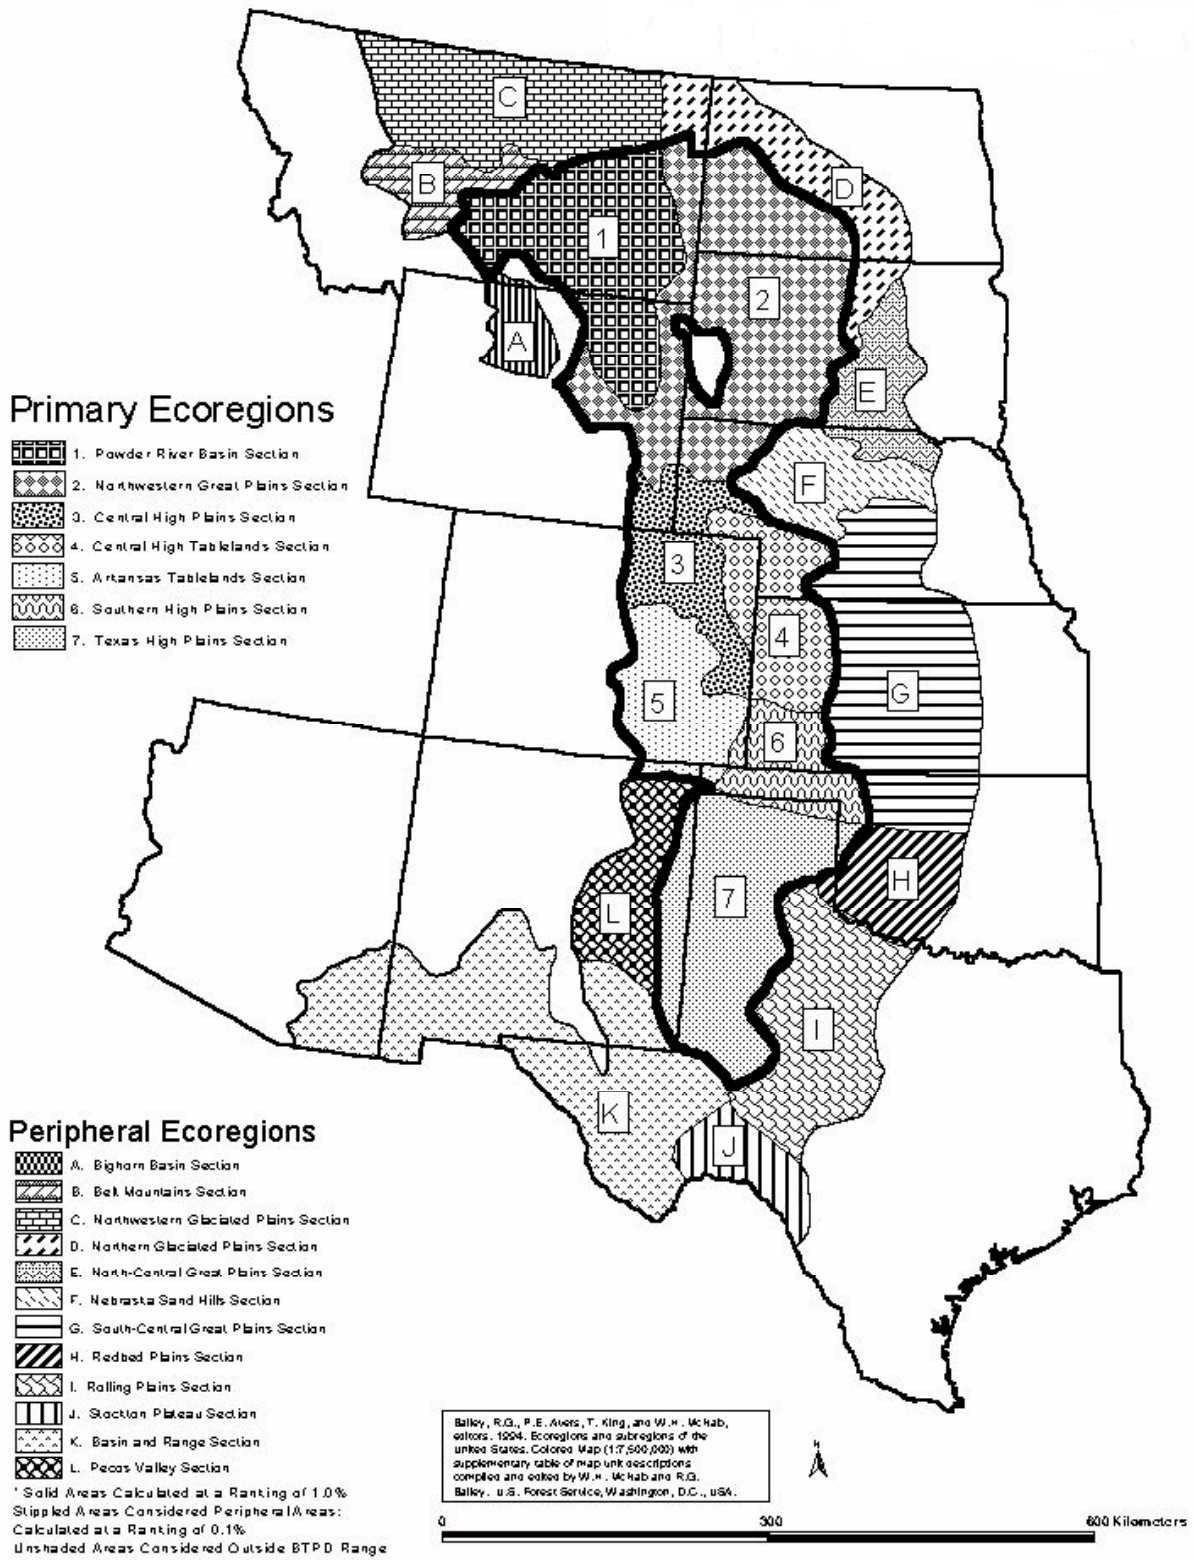 C
B
D
1
2
A
E
Primary Ecoregions
1. Powder River Basin Section
2. Northwestern Great Plains Section
3. Central High Plains Section
4. Central High Tablelands Section
5. Arkansas Tablelands Section
6. Southern High Plains Section
7. Texas High Plains Section
F
3
4
5
G
6
H
7
L
I
K
J
Peripheral Ecoregions
A. Bighorn Basin Section
B. Belt Mountains Section
C. Northwestern Glaciated Plains Section
D. Northern Glaciated Plains Section
E. North-Central Great Plains Section
F. Nebraska Sand Hills Section
G. South-Central Great Plains Section
H. Redbed Plains Section
I. Rolling Plains Section
J. Stockton Plateau Section
K. Basin and Range Section
L. Pecos Valley Section
* Solid Areas Calculated at a Ranking of 1.0%
Stippled Areas Considered Peripheral Areas:
Calculated at a Ranking of 0.1%
Unshaded Areas Considered Outside BTPD Range
Bailey, R.G., P.E. Avers, T. King, and W.H. McNab,
editors. 1994. Ecoregions and subregions of the
United States. Colored Map (1:7,500,000) with
supplementary table of map unit descriptions
compiled and edited by W.H. McNab and R.G.
Bailey. U.S. Forest Service, Washington, D.C., USA.
N
0 300 600 Kilometers